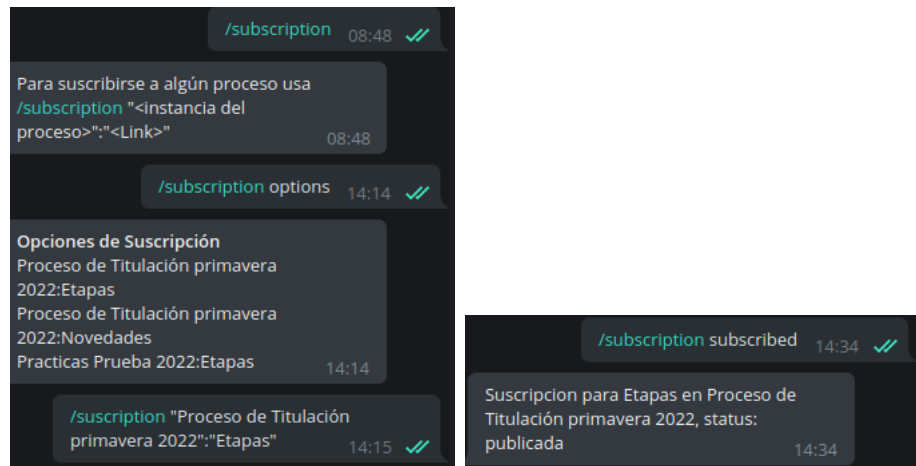 /subscription 08:48
Para suscribirse a algún proceso usa
/subscription "<instancia del
proceso>":"<Link>"
08:48
/subscription options 14:14
Opciones de Suscripción
Proceso de Titulación primavera
2022:Etapas
Proceso de Titulación primavera
2022:Novedades
Practicas Prueba 2022:Etapas
14:14
/suscription "Proceso de Titulación
primavera 2022":"Etapas"
14:15
/subscription subscribed 14:34
Suscripcion para Etapas en Proceso de
Titulación primavera 2022, status:
publicada
14:34